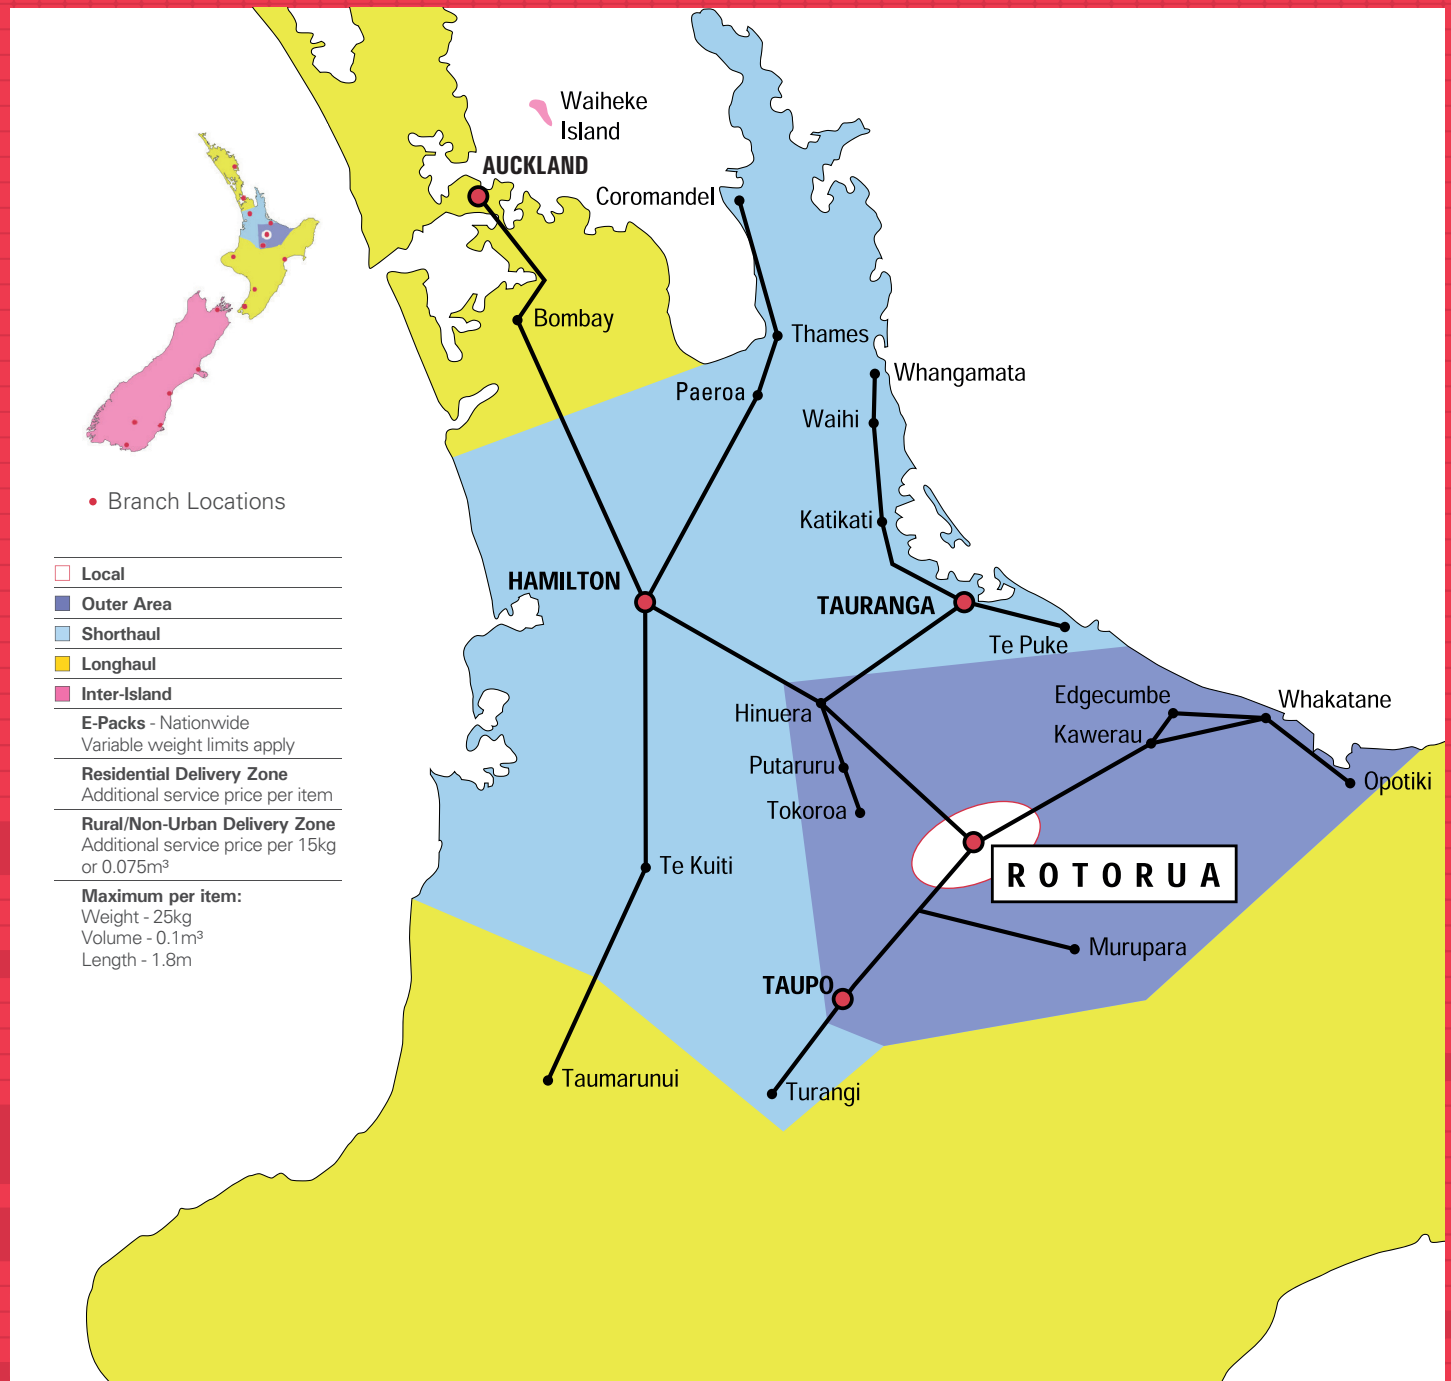 Waiheke
Island
AUCKLAND
Coromandel
Bombay
Thames
Whangamata
Paeroa
Waihi
• Branch Locations
Katikati
Local
HAMILTON
TAURANGA
Outer Area
Shorthaul
Te Puke
Longhaul
Inter-Island
E-Packs - Nationwide
Variable weight limits apply
Residential Delivery Zone
Additional service price per item
Rural/Non-Urban Delivery Zone
Additional service price per 15kg
or 0.075m³
Maximum per item:
Weight - 25kg
Volume - 0.1m³
Length - 1.8m
Edgecumbe
Whakatane
Hinuera
Kawerau
Putaruru
Opotiki
Tokoroa
Te Kuiti
ROTORUA
Murupara
TAUPO
Taumarunui
Turangi